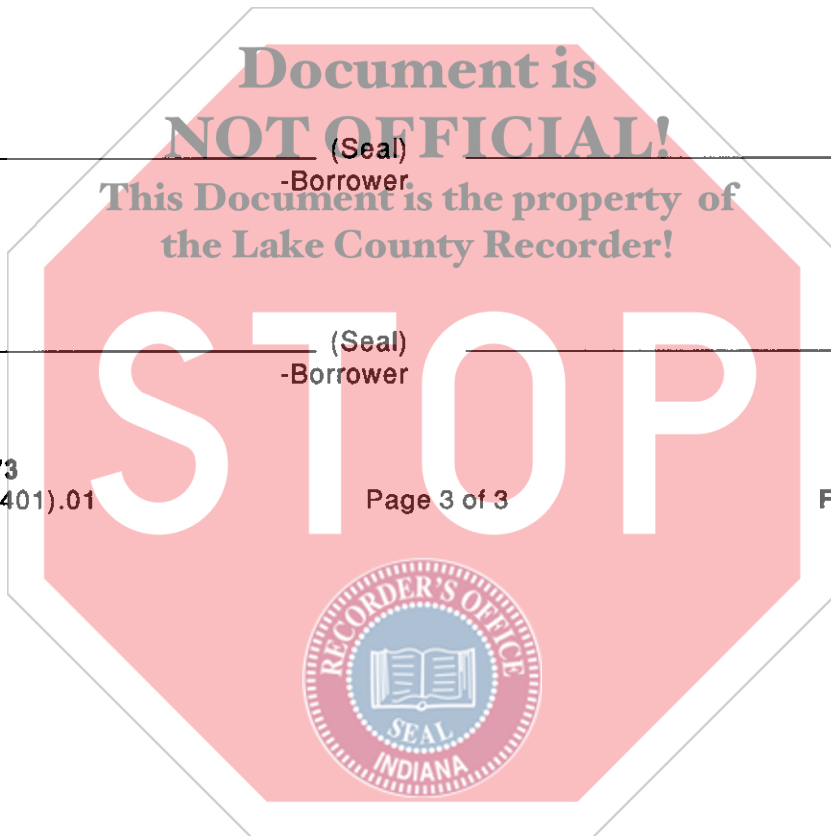 Document is
NOT OFFICIAL!
(Seal)
-Borrower
This Document is the property of
the Lake County Recorder!
(Seal)
-Borrower
STOP
73
401).01 Page 3 of 3
RECORDER'S OFFICE
SEAL
INDIANA